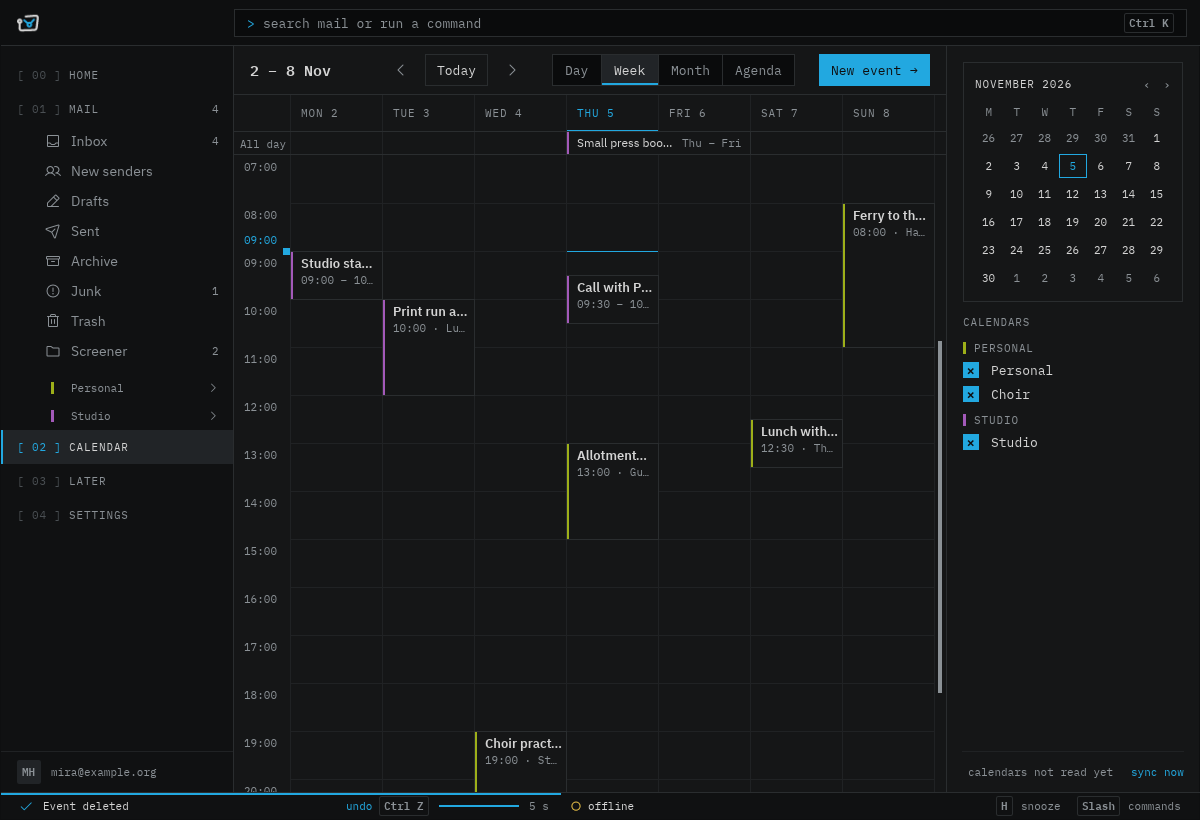 > search mail or run a command Ctrl K
[ 00 ] HOME
[ 01 ] MAIL 4
Inbox 4
New senders
Drafts
Sent
Archive
Junk 1
Trash
Screener 2
Personal
Studio
[ 02 ] CALENDAR
[ 03 ] LATER
[ 04 ] SETTINGS
MH mira@example.org
2 – 8 Nov Today Day Week Month Agenda New event →
MON 2 TUE 3 WED 4 THU 5 FRI 6 SAT 7 SUN 8
All day Small press boo… Thu – Fri
07:00
08:00
09:00
09:00
10:00
11:00
12:00
13:00
14:00
15:00
16:00
17:00
18:00
19:00
20:00
Studio sta…
09:00 – 10…
Print run a…
10:00 · Lu…
Choir pract…
19:00 · St…
Call with P…
09:30 – 10…
Allotment…
13:00 · Gu…
Lunch with…
12:30 · Th…
Ferry to th…
08:00 · Ha…
NOVEMBER 2026 ‹ ›
M T W T F S S
26 27 28 29 30 31 1
2 3 4 5 6 7 8
9 10 11 12 13 14 15
16 17 18 19 20 21 22
23 24 25 26 27 28 29
30 1 2 3 4 5 6
CALENDARS
PERSONAL
× Personal
× Choir
STUDIO
× Studio
calendars not read yet sync now
Event deleted undo Ctrl Z 5 s offline H snooze Slash commands